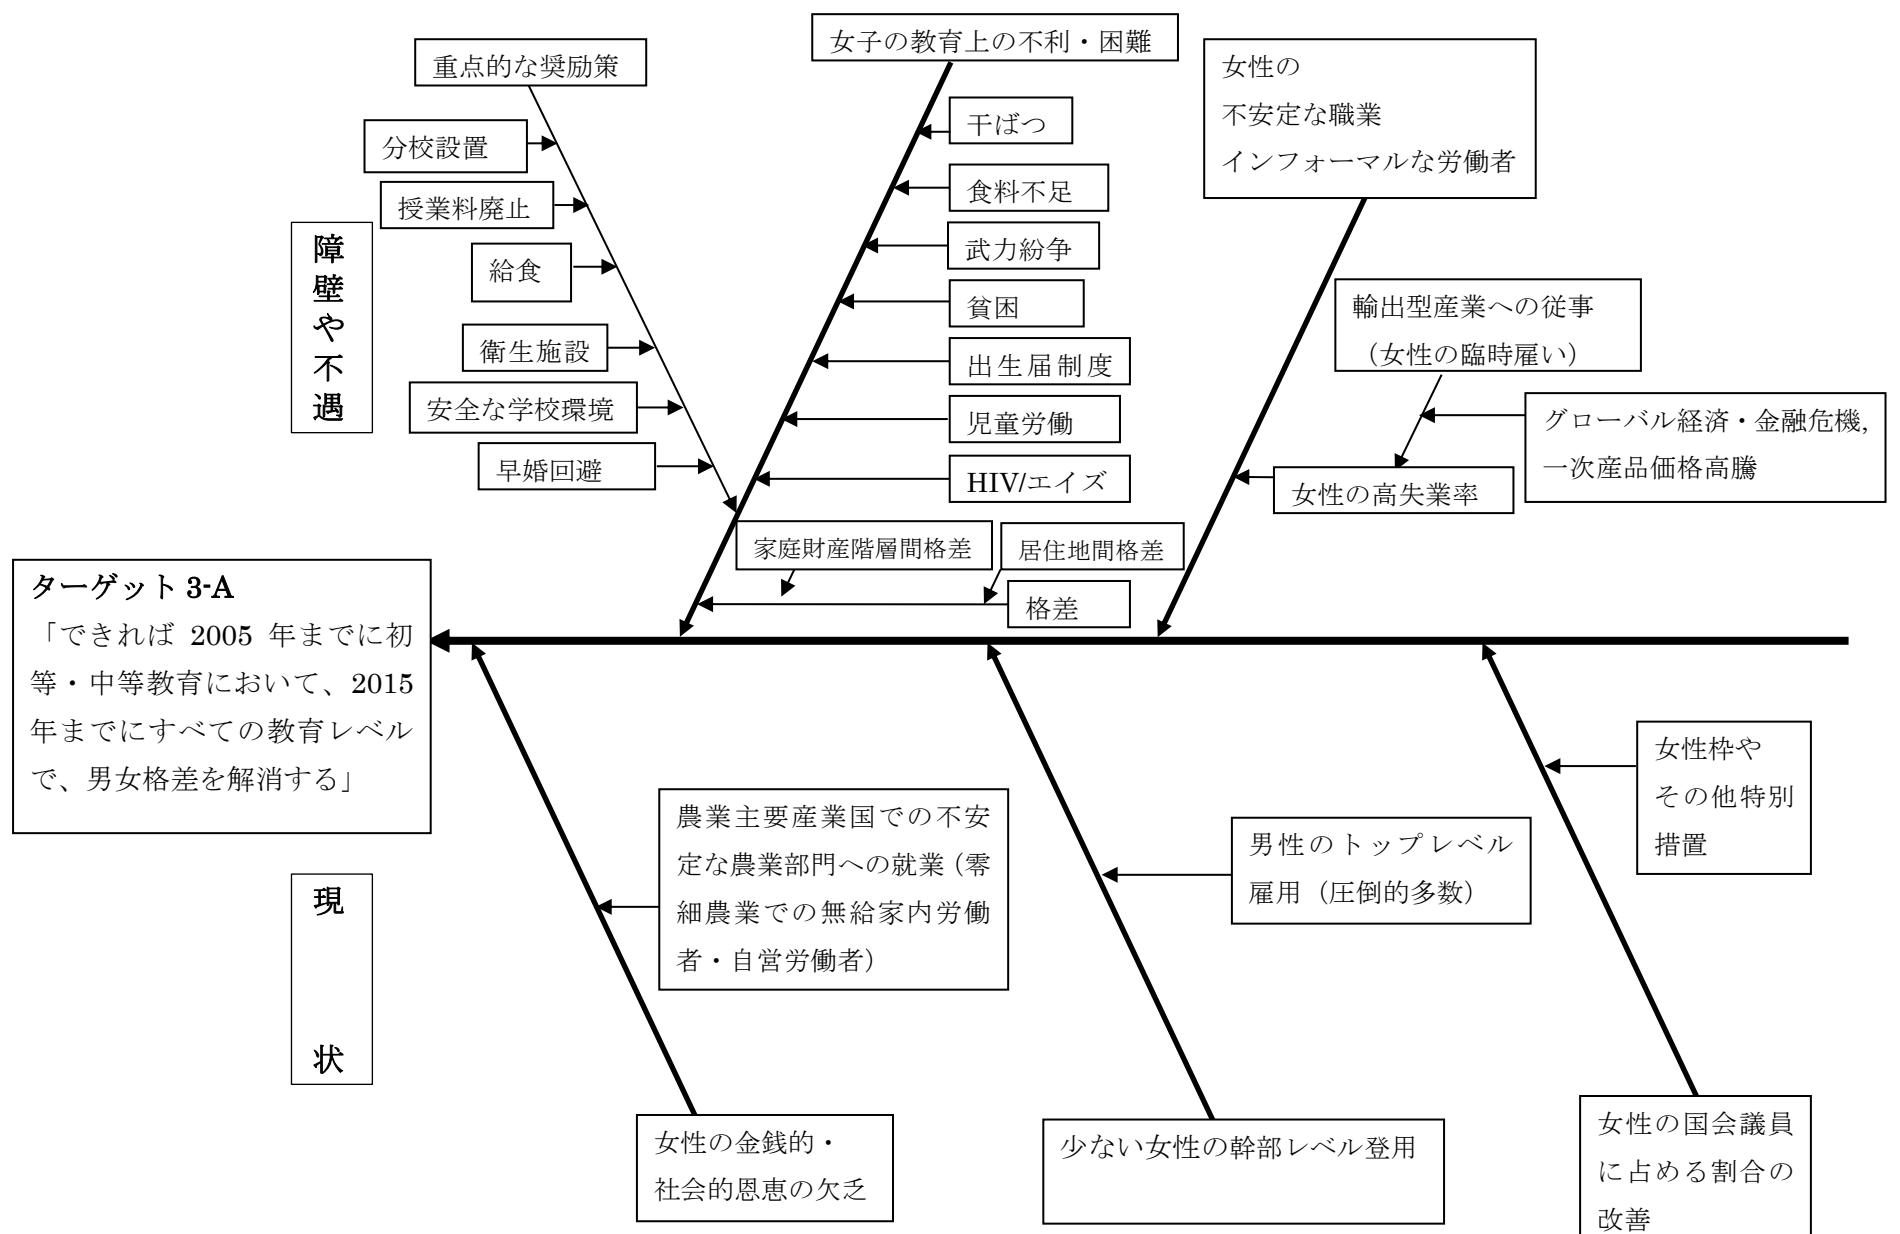 女子の教育上の不利・困難
重点的な奨励策
分校設置
授業料廃止
給食
衛生施設
安全な学校環境
早婚回避
障
壁
や
不
遇
干ばつ
食料不足
武力紛争
貧困
出生届制度
児童労働
HIV/エイズ
家庭財産階層間格差
居住地間格差
格差
女性の
不安定な職業
インフォーマルな労働者
輸出型産業への従事
（女性の臨時雇い）
グローバル経済・金融危機,
一次産品価格高騰
女性の高失業率
ターゲット 3-A
「できれば 2005 年までに初
等・中等教育において、2015
年までにすべての教育レベル
で、男女格差を解消する」
現
状
農業主要産業国での不安
定な農業部門への就業（零
細農業での無給家内労働
者・自営労働者）
女性の金銭的・
社会的恩恵の欠乏
男性のトップレベル
雇用（圧倒的多数）
少ない女性の幹部レベル登用
女性枠や
その他特別
措置
女性の国会議員
に占める割合の
改善